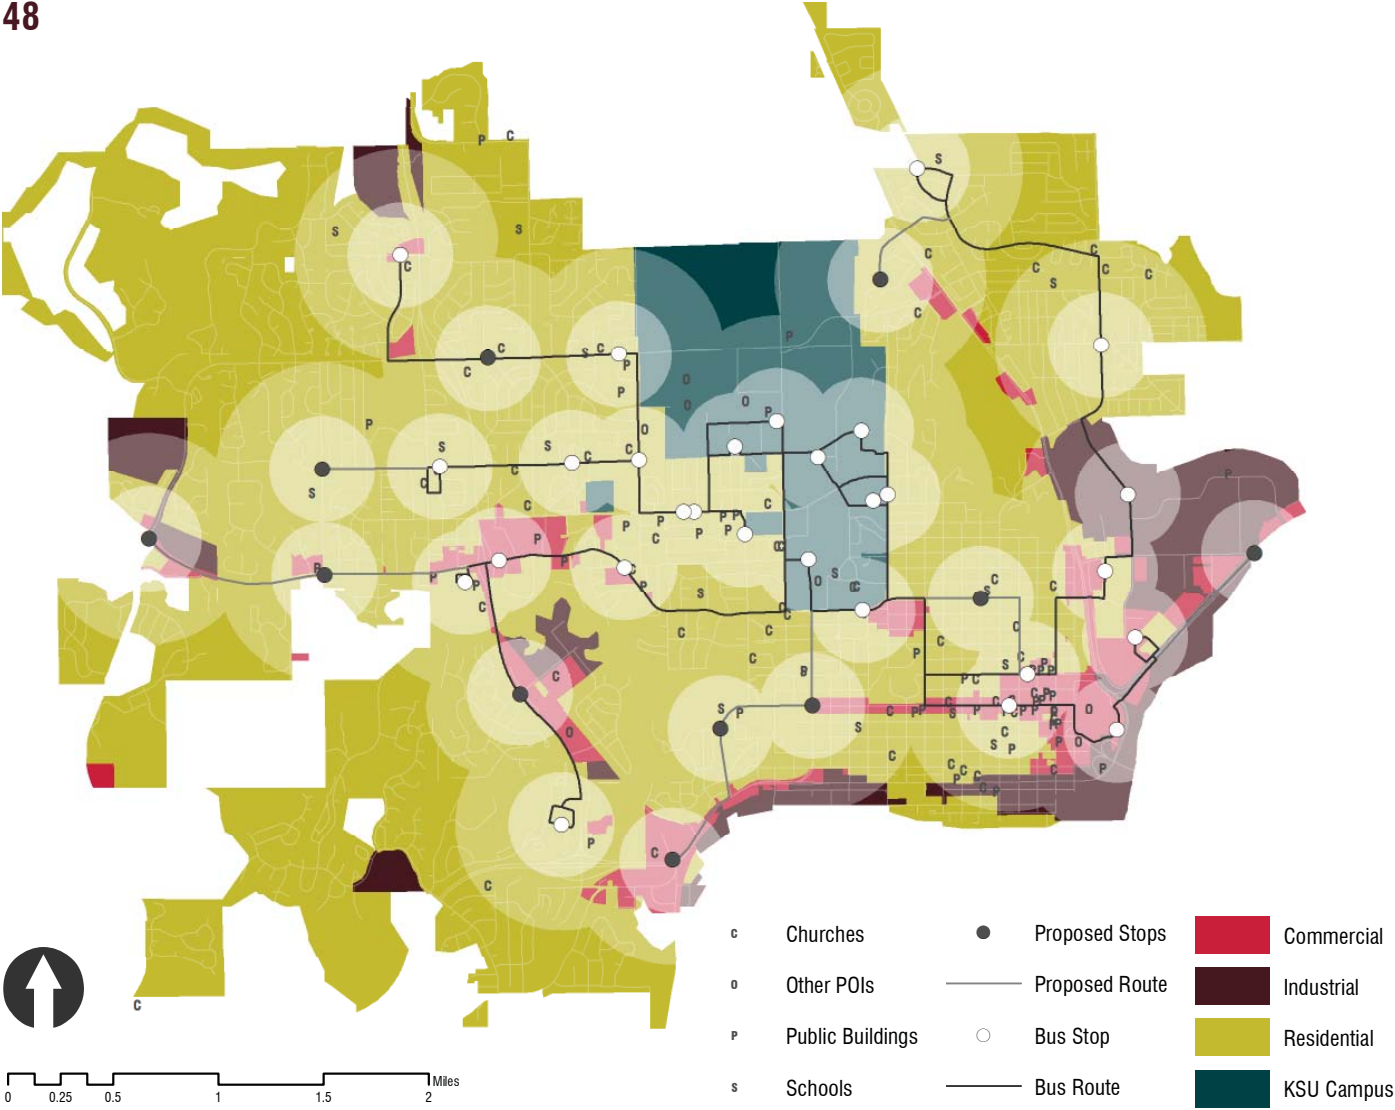 48
Churches
Other POIs
Public Buildings
Schools
Proposed Stops
Proposed Route
Bus Stop
Bus Route
Commercial
Industrial
Residential
KSU Campus
0 0.25 0.5 1 1.5 2 Miles